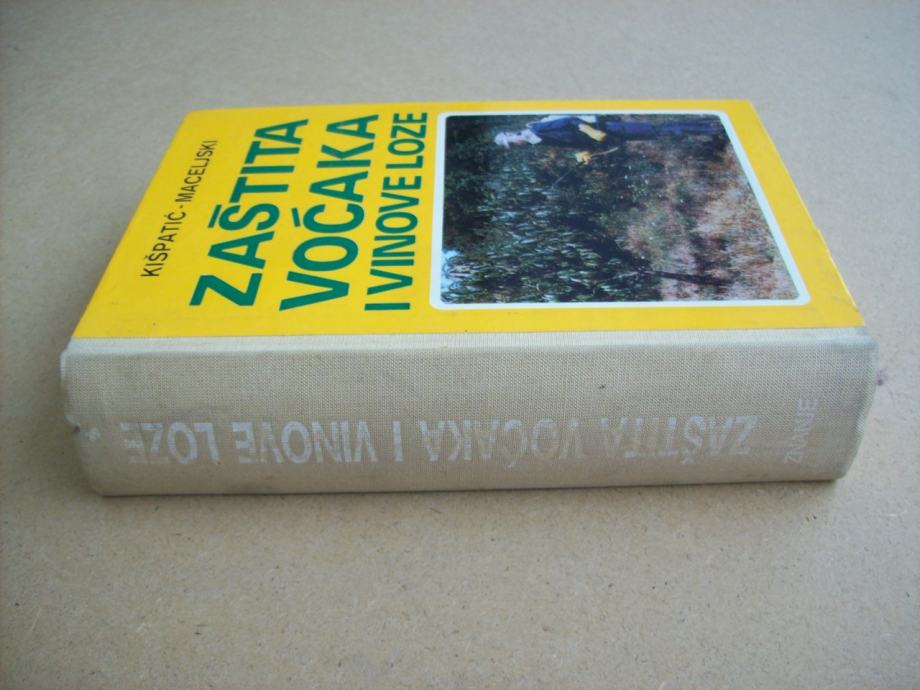 KIŠPATIĆ - MACELJSKI
ZAŠTITA
VOĆAKA
I VINOVE LOZE
ZAŠTITA VOĆAKA I VINOVE LOZE
ZNANJE